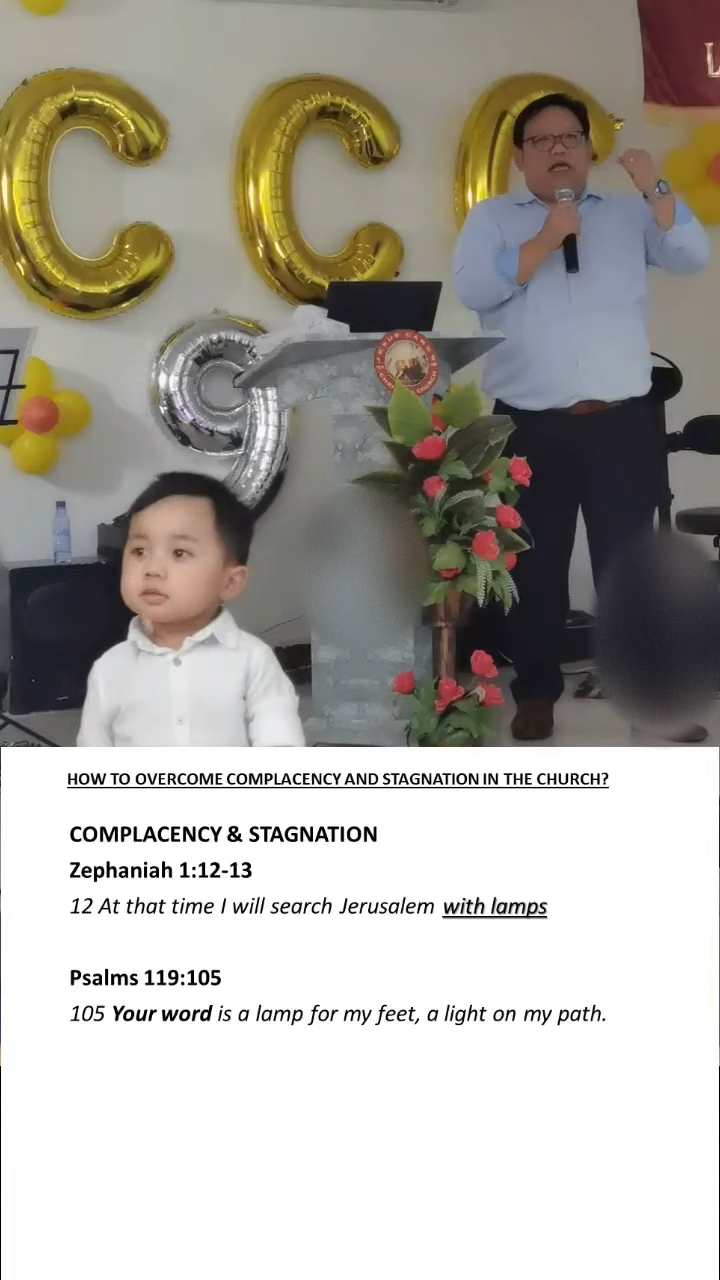 C C C
9
L
HOW TO OVERCOME COMPLACENCY AND STAGNATION IN THE CHURCH?
COMPLACENCY & STAGNATION
Zephaniah 1:12-13
12 At that time I will search Jerusalem with lamps
Psalms 119:105
105 Your word is a lamp for my feet, a light on my path.